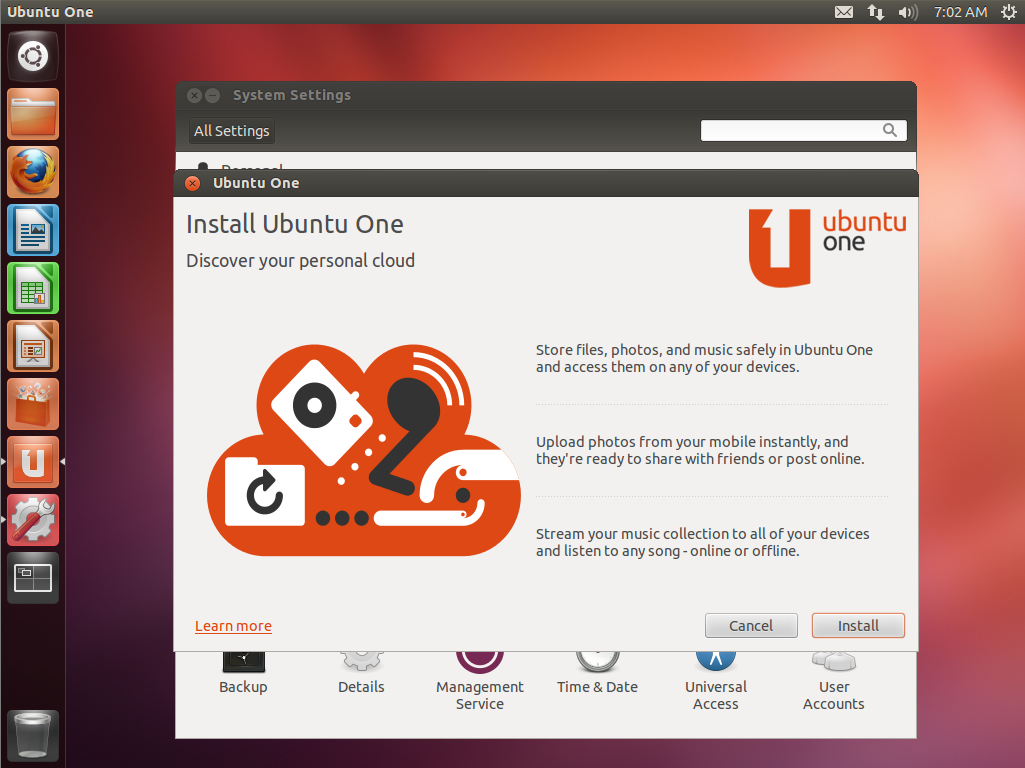 Ubuntu One
7:02 AM
System Settings
All Settings
Personal
Ubuntu One
Install Ubuntu One
Discover your personal cloud
ubuntu
one
Store files, photos, and music safely in Ubuntu One
and access them on any of your devices.
Upload photos from your mobile instantly, and
they're ready to share with friends or post online.
Stream your music collection to all of your devices
and listen to any song - online or offline.
Learn more
Cancel
Install
Backup
Details
Management
Service
Time & Date
Universal
Access
User
Accounts